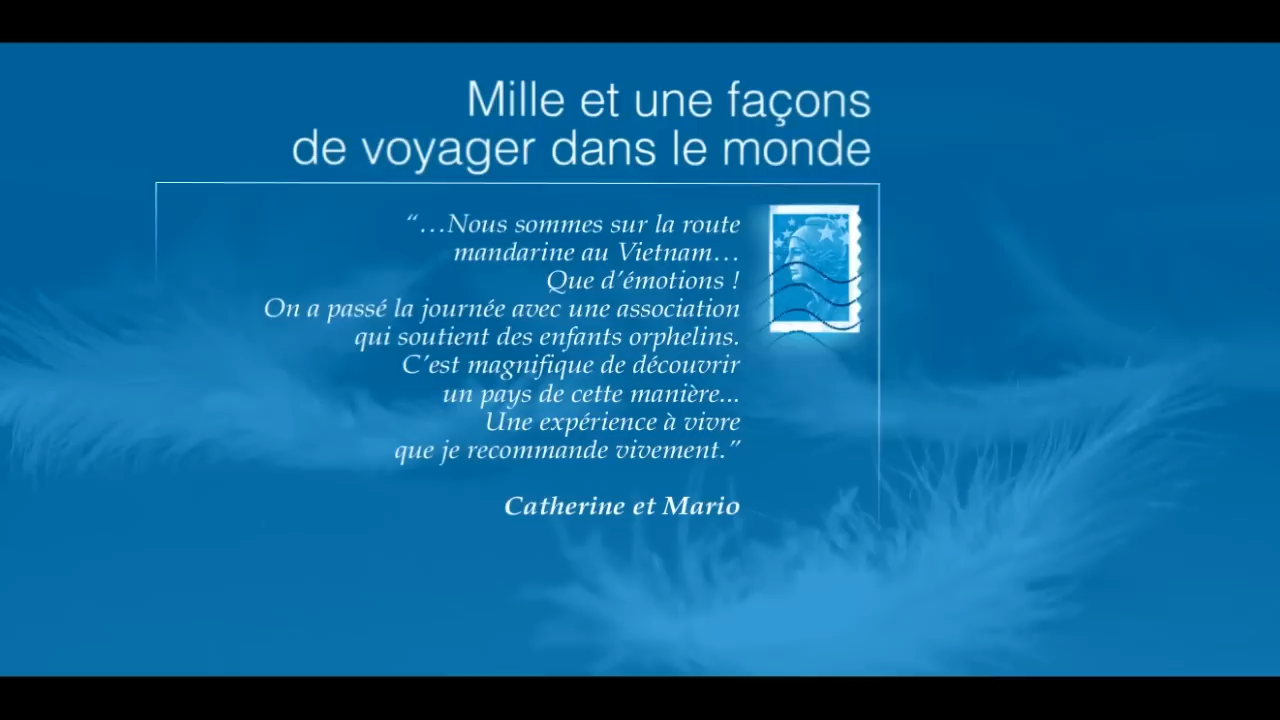 Mille et une façons
de voyager dans le monde
“…Nous sommes sur la route
mandarine au Vietnam…
Que d’émotions !
On a passé la journée avec une association
qui soutient des enfants orphelins.
C’est magnifique de découvrir
un pays de cette manière...
Une expérience à vivre
que je recommande vivement.”
Catherine et Mario